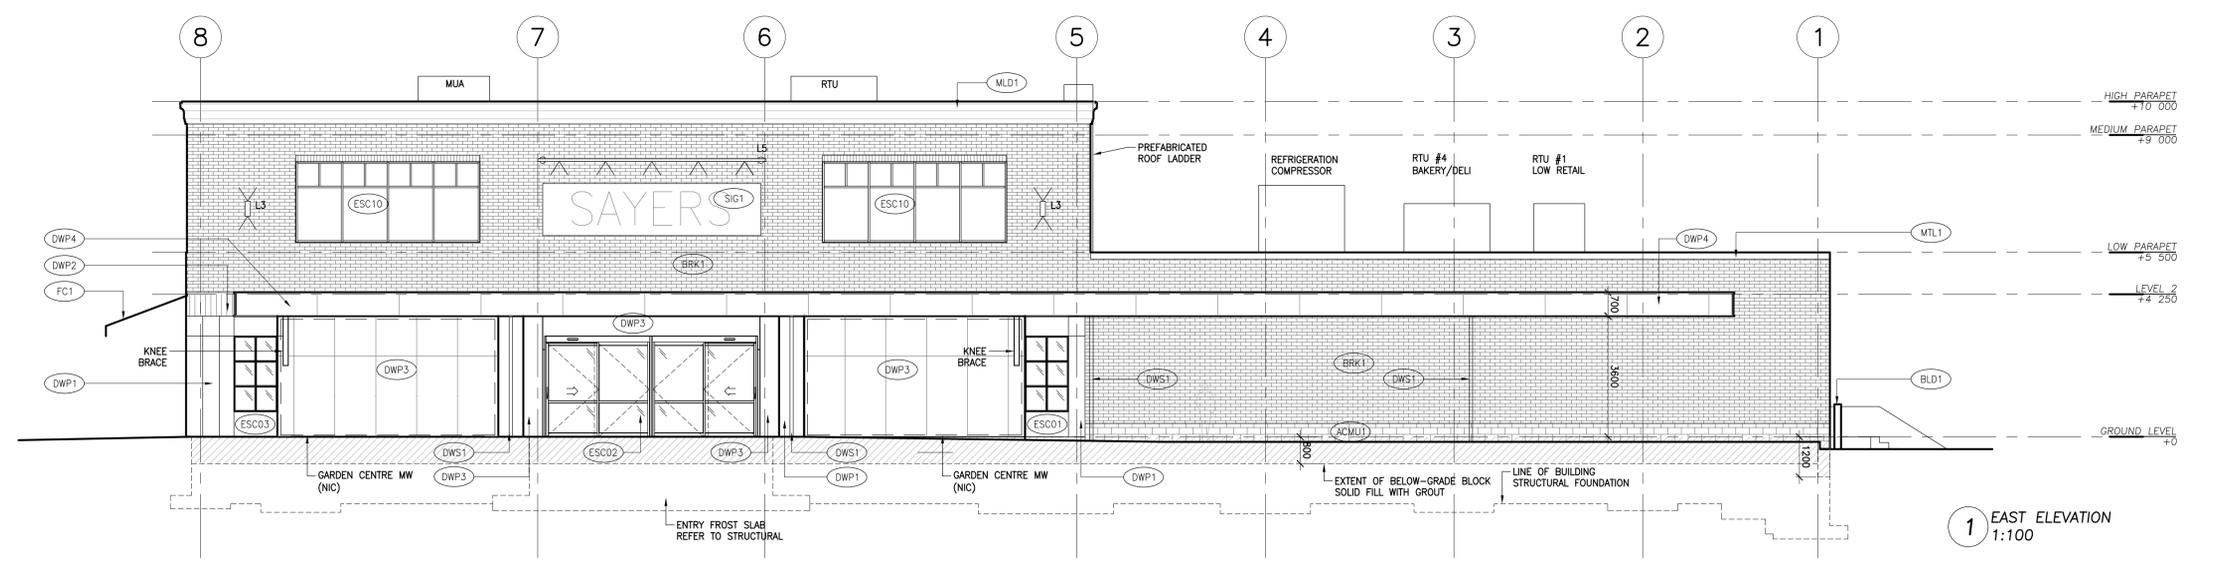 8
7
6
5
4
3
2
1
MUA
RTU
MLD1
HIGH PARAPET
+10 000
MEDIUM PARAPET
+9 000
PREFABRICATED
ROOF LADDER
REFRIGERATION
COMPRESSOR
RTU #4
BAKERY/DELI
RTU #1
LOW RETAIL
L5
L3
ESC10
SAYERS
SIG1
ESC10
L3
DWP4
DWP2
FC1
BRK1
DWP4
MTL1
LOW PARAPET
+5 500
LEVEL 2
+4 250
700
DWP3
KNEE
BRACE
DWP3
DWP3
KNEE
BRACE
DWP1
BRK1
DWS1
DWS1
3600
BLD1
ESC03
ESC01
ACMU1
GROUND LEVEL
+0
DWS1
ESC02
DWP3
DWS1
800
1200
GARDEN CENTRE MW
(NIC)
DWP3
DWP1
GARDEN CENTRE MW
(NIC)
DWP1
EXTENT OF BELOW-GRADE BLOCK
SOLID FILL WITH GROUT
LINE OF BUILDING
STRUCTURAL FOUNDATION
ENTRY FROST SLAB
REFER TO STRUCTURAL
1
EAST ELEVATION
1:100